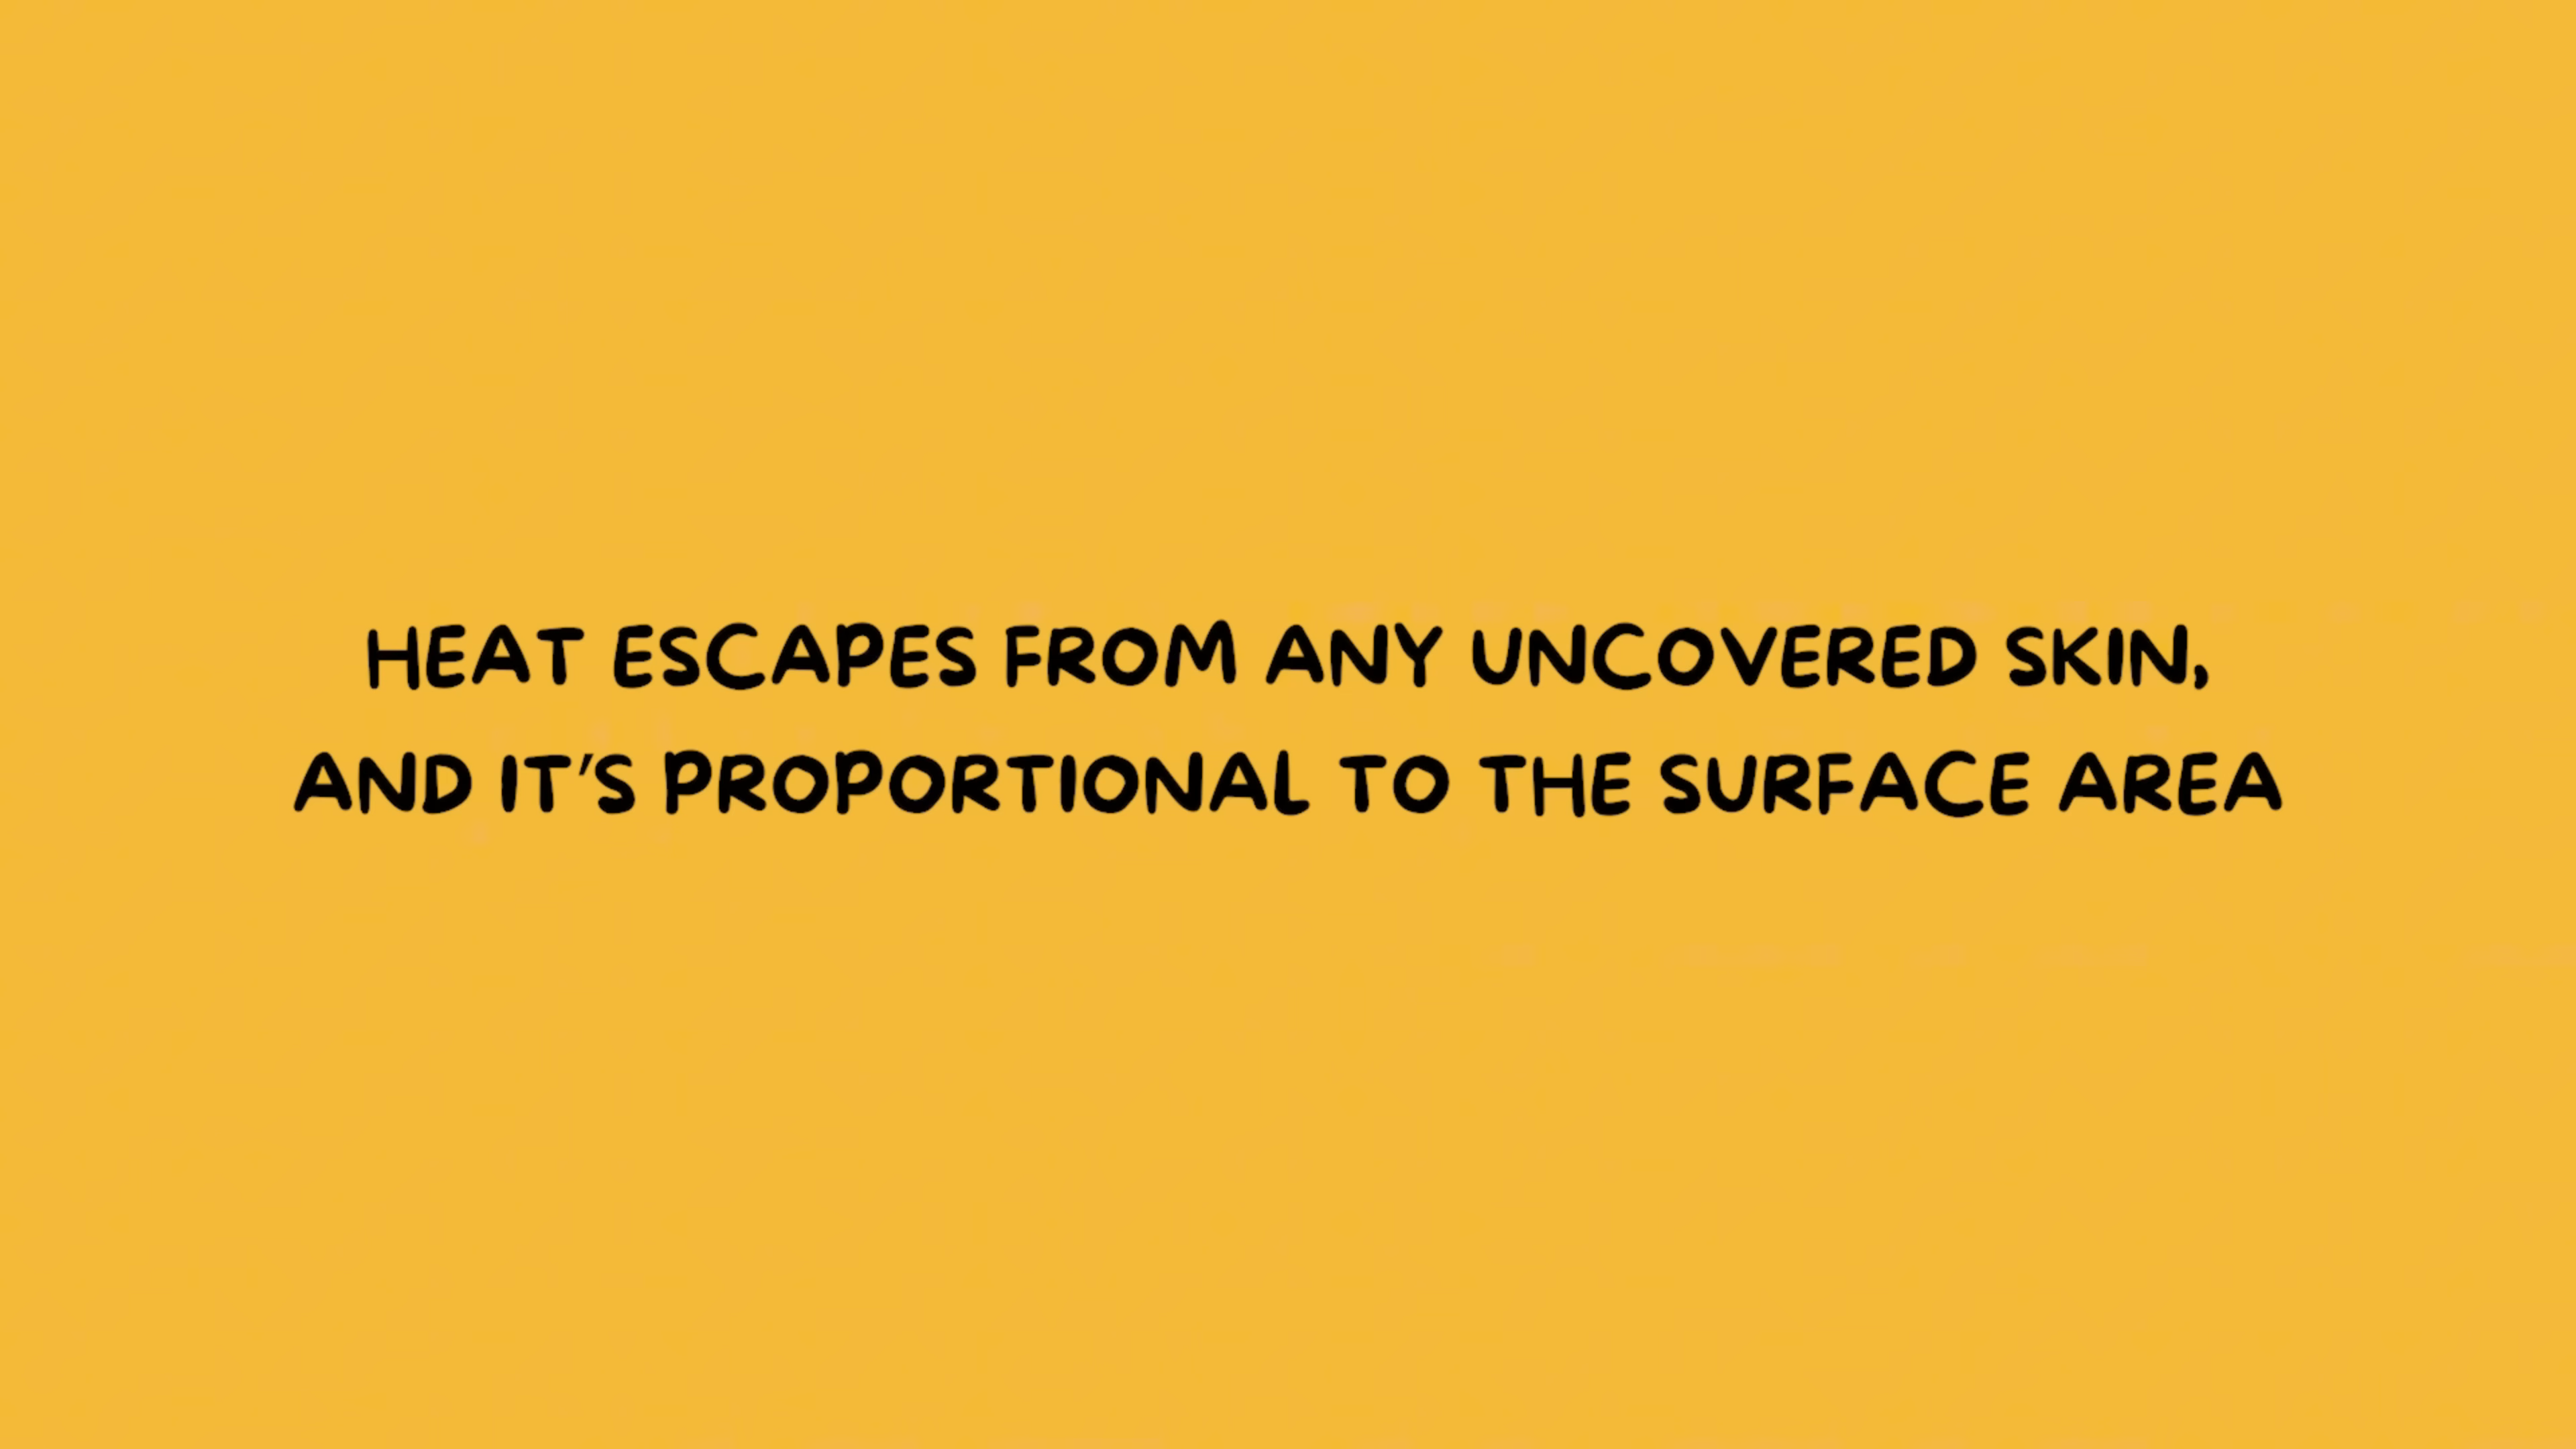 HEAT ESCAPES FROM ANY UNCOVERED SKIN,
AND IT'S PROPORTIONAL TO THE SURFACE AREA